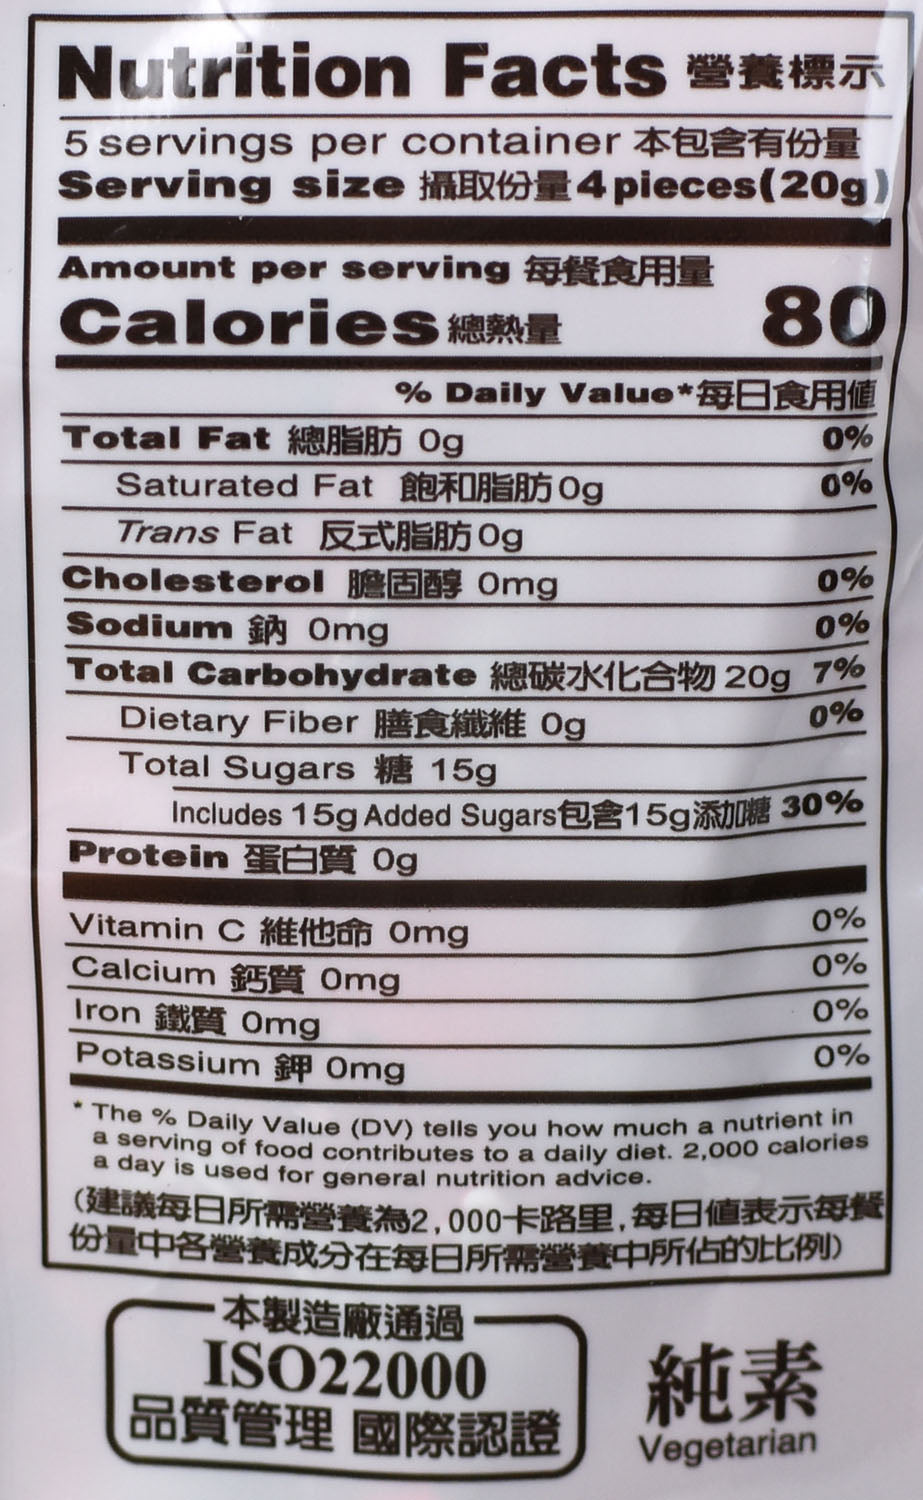 Nutrition Facts 營養標示
5 servings per container 本包含有份量
Serving size 攝取份量 4 pieces(20g)
Amount per serving 每餐食用量
Calories 總熱量 80
% Daily Value* 每日食用值
Total Fat 總脂肪 0g 0%
Saturated Fat 飽和脂肪 0g 0%
Trans Fat 反式脂肪 0g
Cholesterol 膽固醇 0mg 0%
Sodium 鈉 0mg 0%
Total Carbohydrate 總碳水化合物 20g 7%
Dietary Fiber 膳食纖維 0g 0%
Total Sugars 糖 15g
Includes 15g Added Sugars包含15g添加糖 30%
Protein 蛋白質 0g
Vitamin C 維他命 0mg 0%
Calcium 鈣質 0mg 0%
Iron 鐵質 0mg 0%
Potassium 鉀 0mg 0%
* The % Daily Value (DV) tells you how much a nutrient in
a serving of food contributes to a daily diet. 2,000 calories
a day is used for general nutrition advice.
(建議每日所需營養為2,000卡路里,每日值表示每餐
份量中各營養成分在每日所需營養中所佔的比例)
本製造廠通過
ISO22000
品質管理 國際認證
純素
Vegetarian